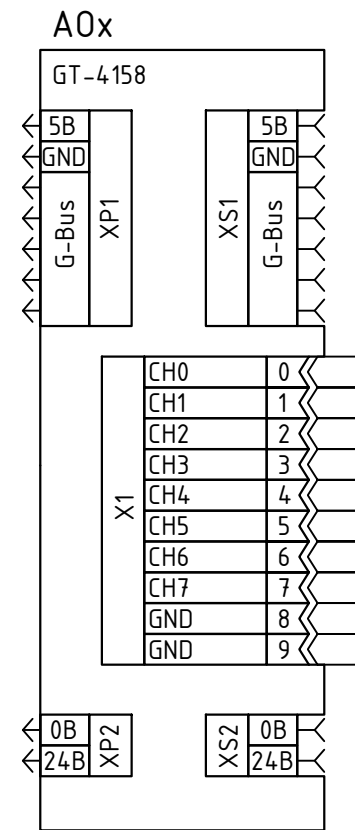 AOx
GT-4158
5В 5В
GND GND
G-Bus XP1 XS1 G-Bus
X1
CH0 0
CH1 1
CH2 2
CH3 3
CH4 4
CH5 5
CH6 6
CH7 7
GND 8
GND 9
0В XP2 XS2 0В
24В 24В